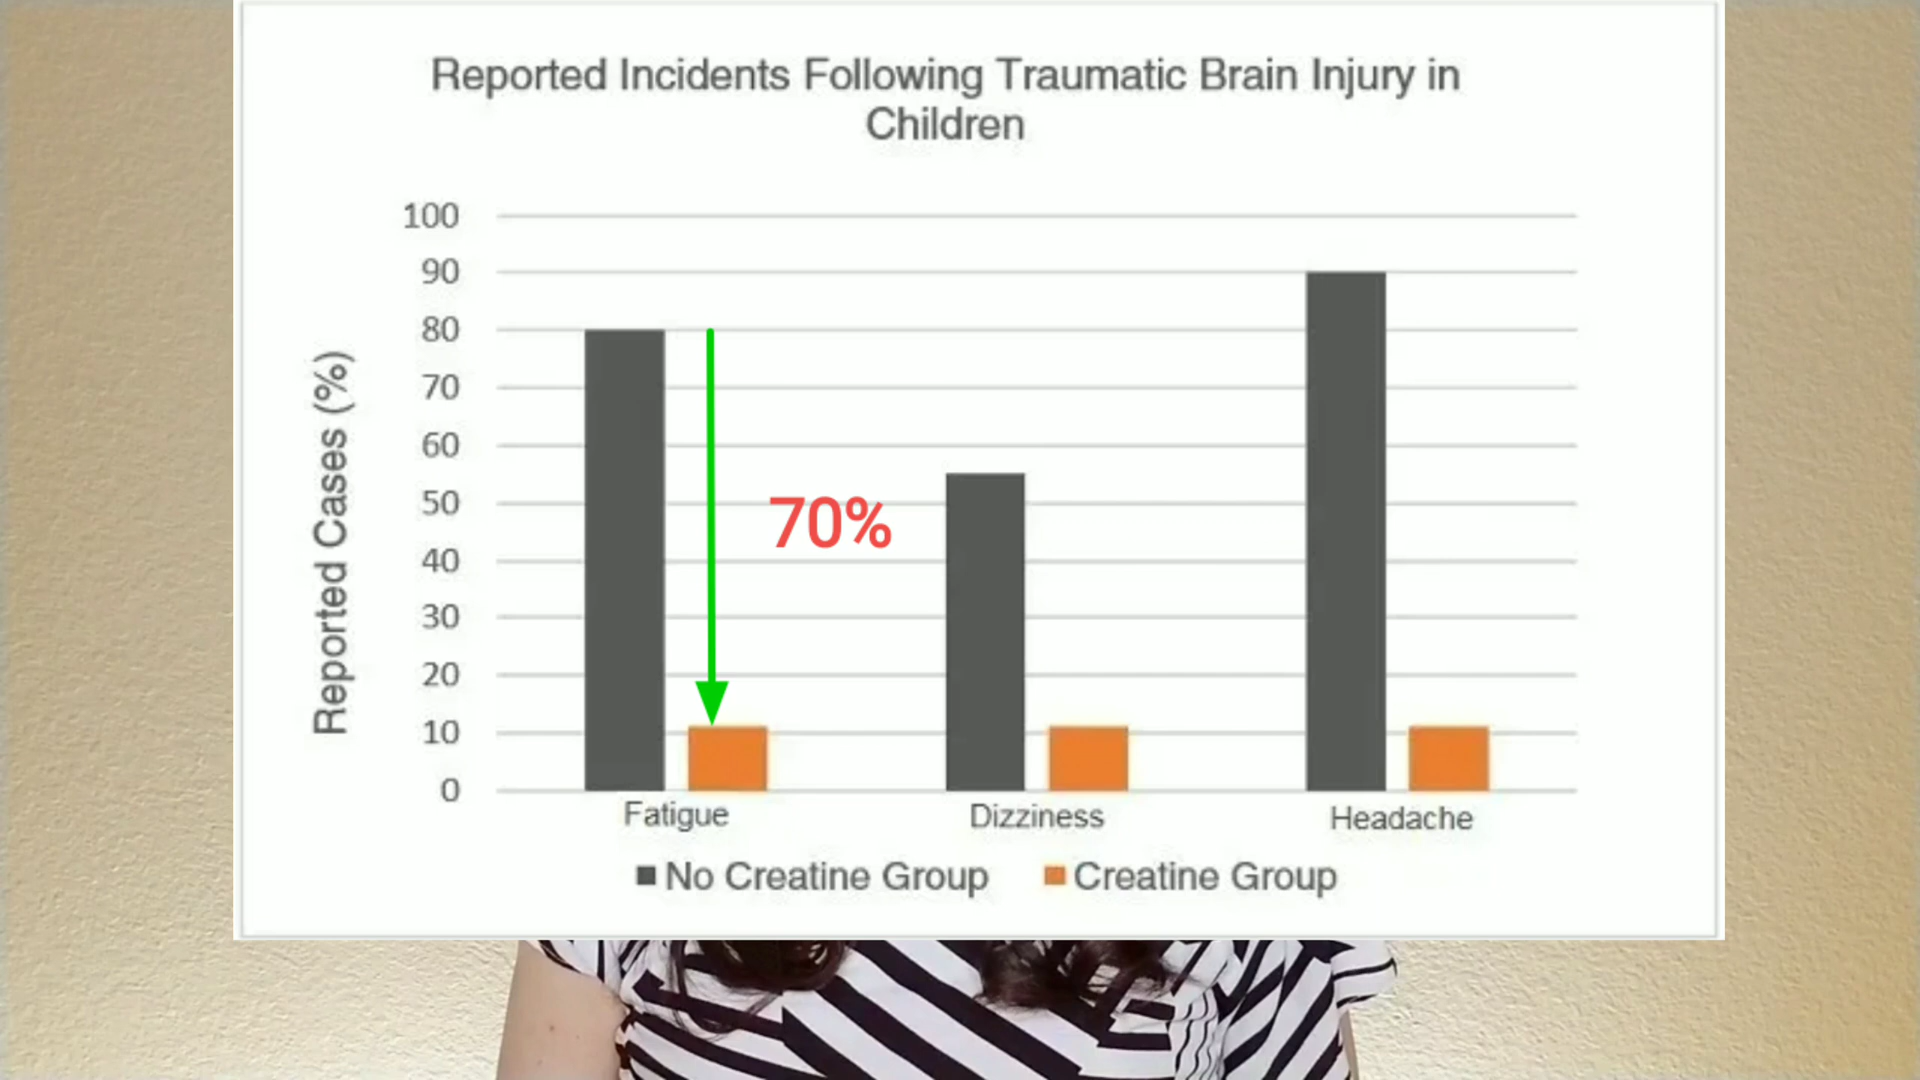 Reported Incidents Following Traumatic Brain Injury in
Children
Reported Cases (%)
100
90
80
70
60
50
40
30
20
10
0
70%
Fatigue
Dizziness
Headache
No Creatine Group
Creatine Group